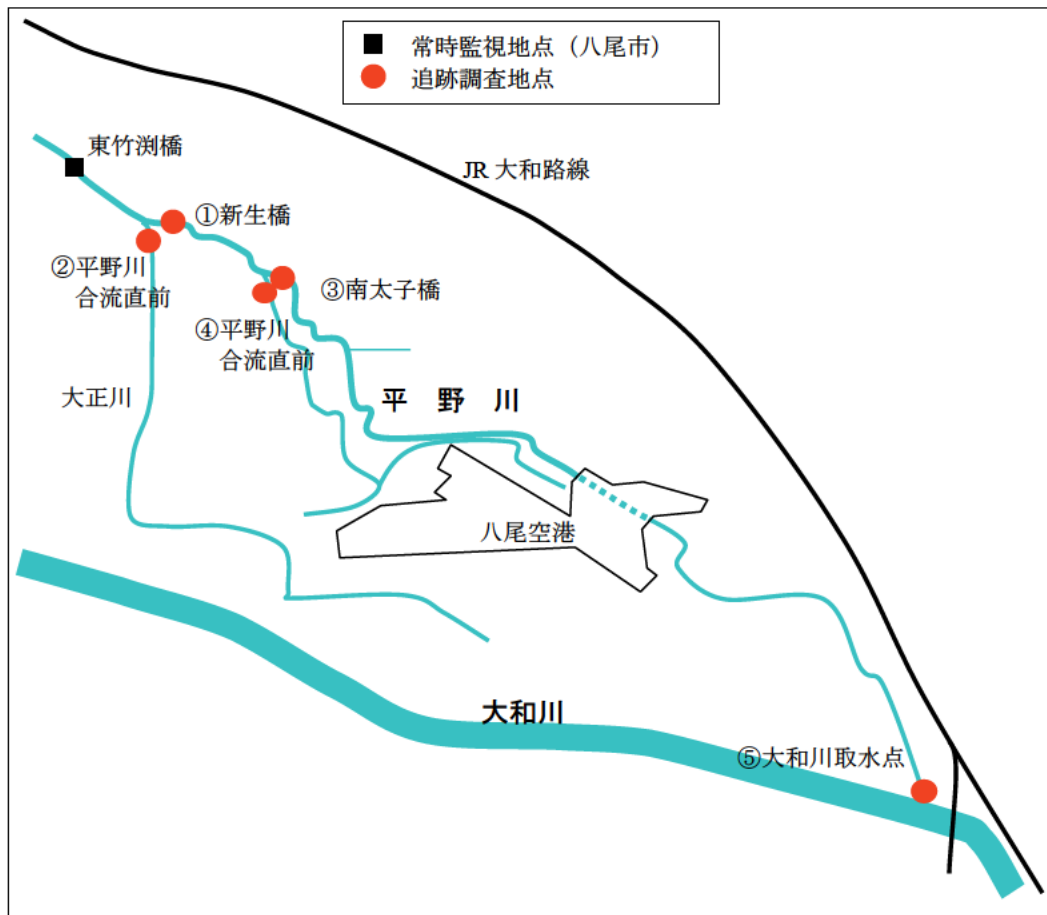 常時監視地点（八尾市）
追跡調査地点
東竹渕橋
JR 大和路線
①新生橋
②平野川
合流直前
③南太子橋
④平野川
合流直前
大正川
平 野 川
八尾空港
大和川
⑤大和川取水点